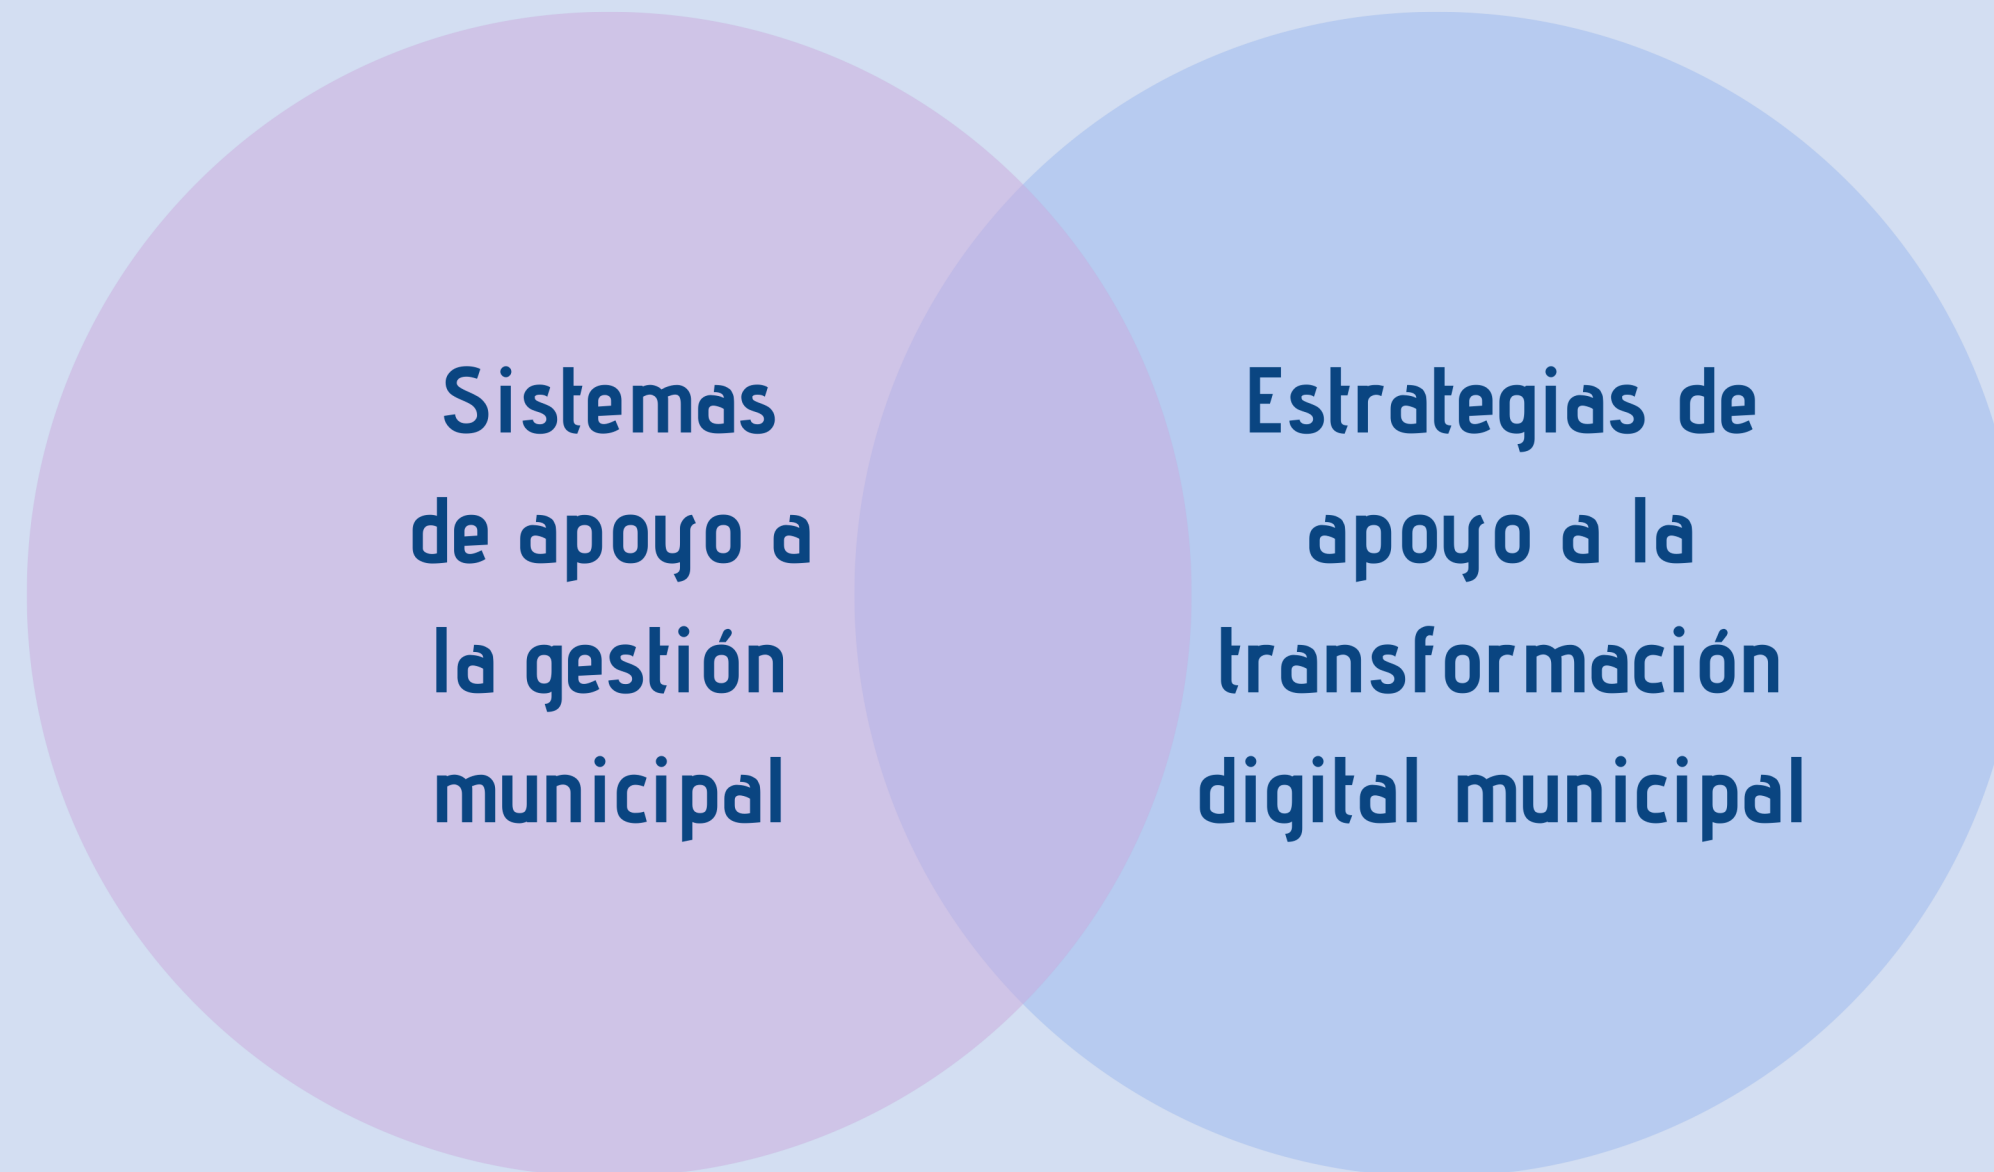 Sistemas
de apoyo a
la gestión
municipal
Estrategias de
apoyo a la
transformación
digital municipal